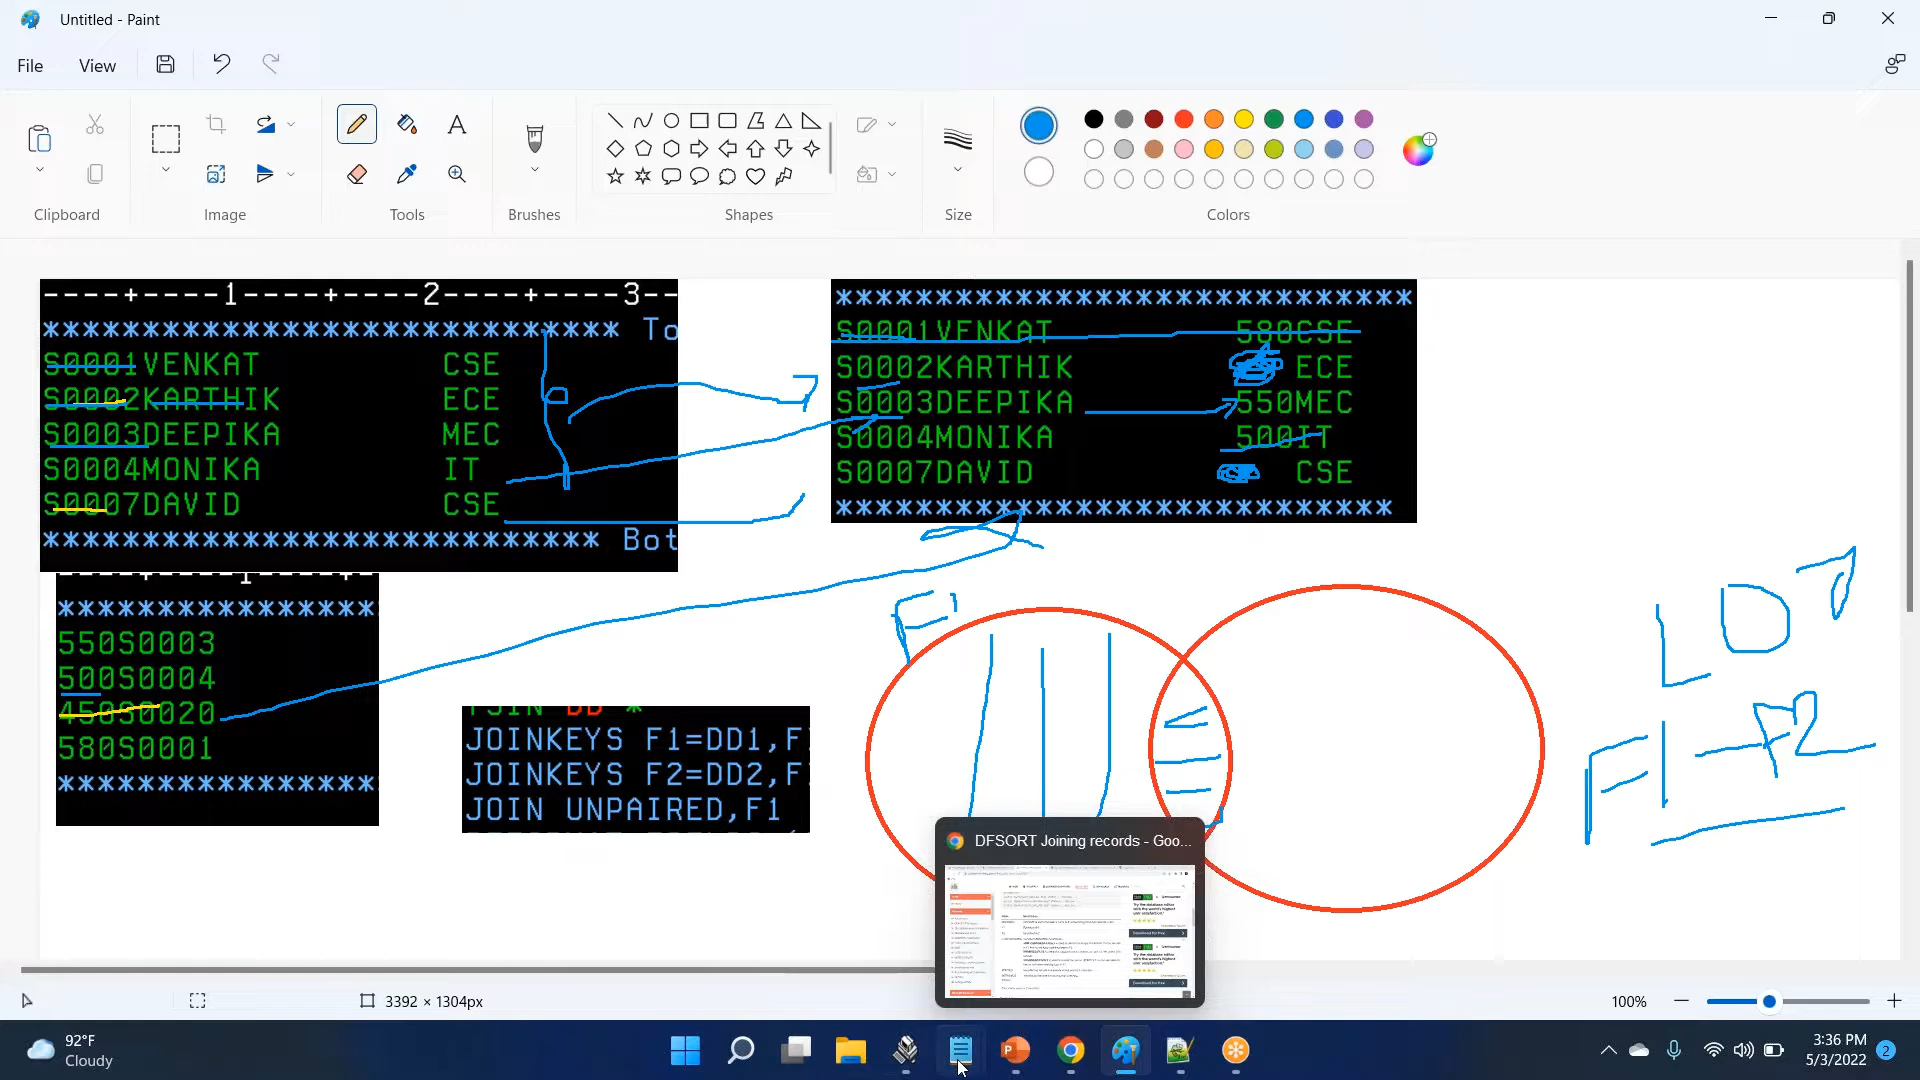 Untitled - Paint
File
View
Clipboard
Image
Tools
Brushes
Shapes
Size
Colors
----+----1----+----2----+----3--
***************************** To
S0001VENKAT CSE
S0002KARTHIK ECE
S0003DEEPIKA MEC
S0004MONIKA IT
S0007DAVID CSE
**************************** Bot
*****************************
S0001VENKAT 580CSE
S0002KARTHIK ECE
S0003DEEPIKA 550MEC
S0004MONIKA 500IT
S0007DAVID CSE
****************************
****************
550S0003
500S0004
450S0020
580S0001
****************
JOINKEYS F1=DD1,F
JOINKEYS F2=DD2,F
JOIN UNPAIRED,F1
F1
L D
F1 - F2
DFSORT Joining records - Goo...
3392 × 1304px
100%
92°F
Cloudy
3:36 PM
5/3/2022
2